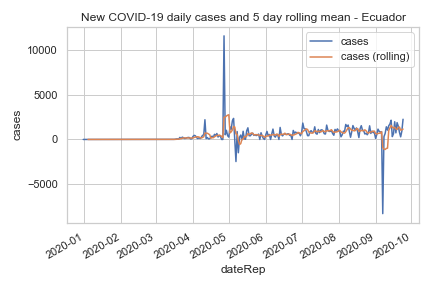 New COVID-19 daily cases and 5 day rolling mean - Ecuador
cases
cases (rolling)
10000
5000
0
−5000
cases
2020-01
2020-02
2020-03
2020-04
2020-05
2020-06
2020-07
2020-08
2020-09
2020-10
dateRep